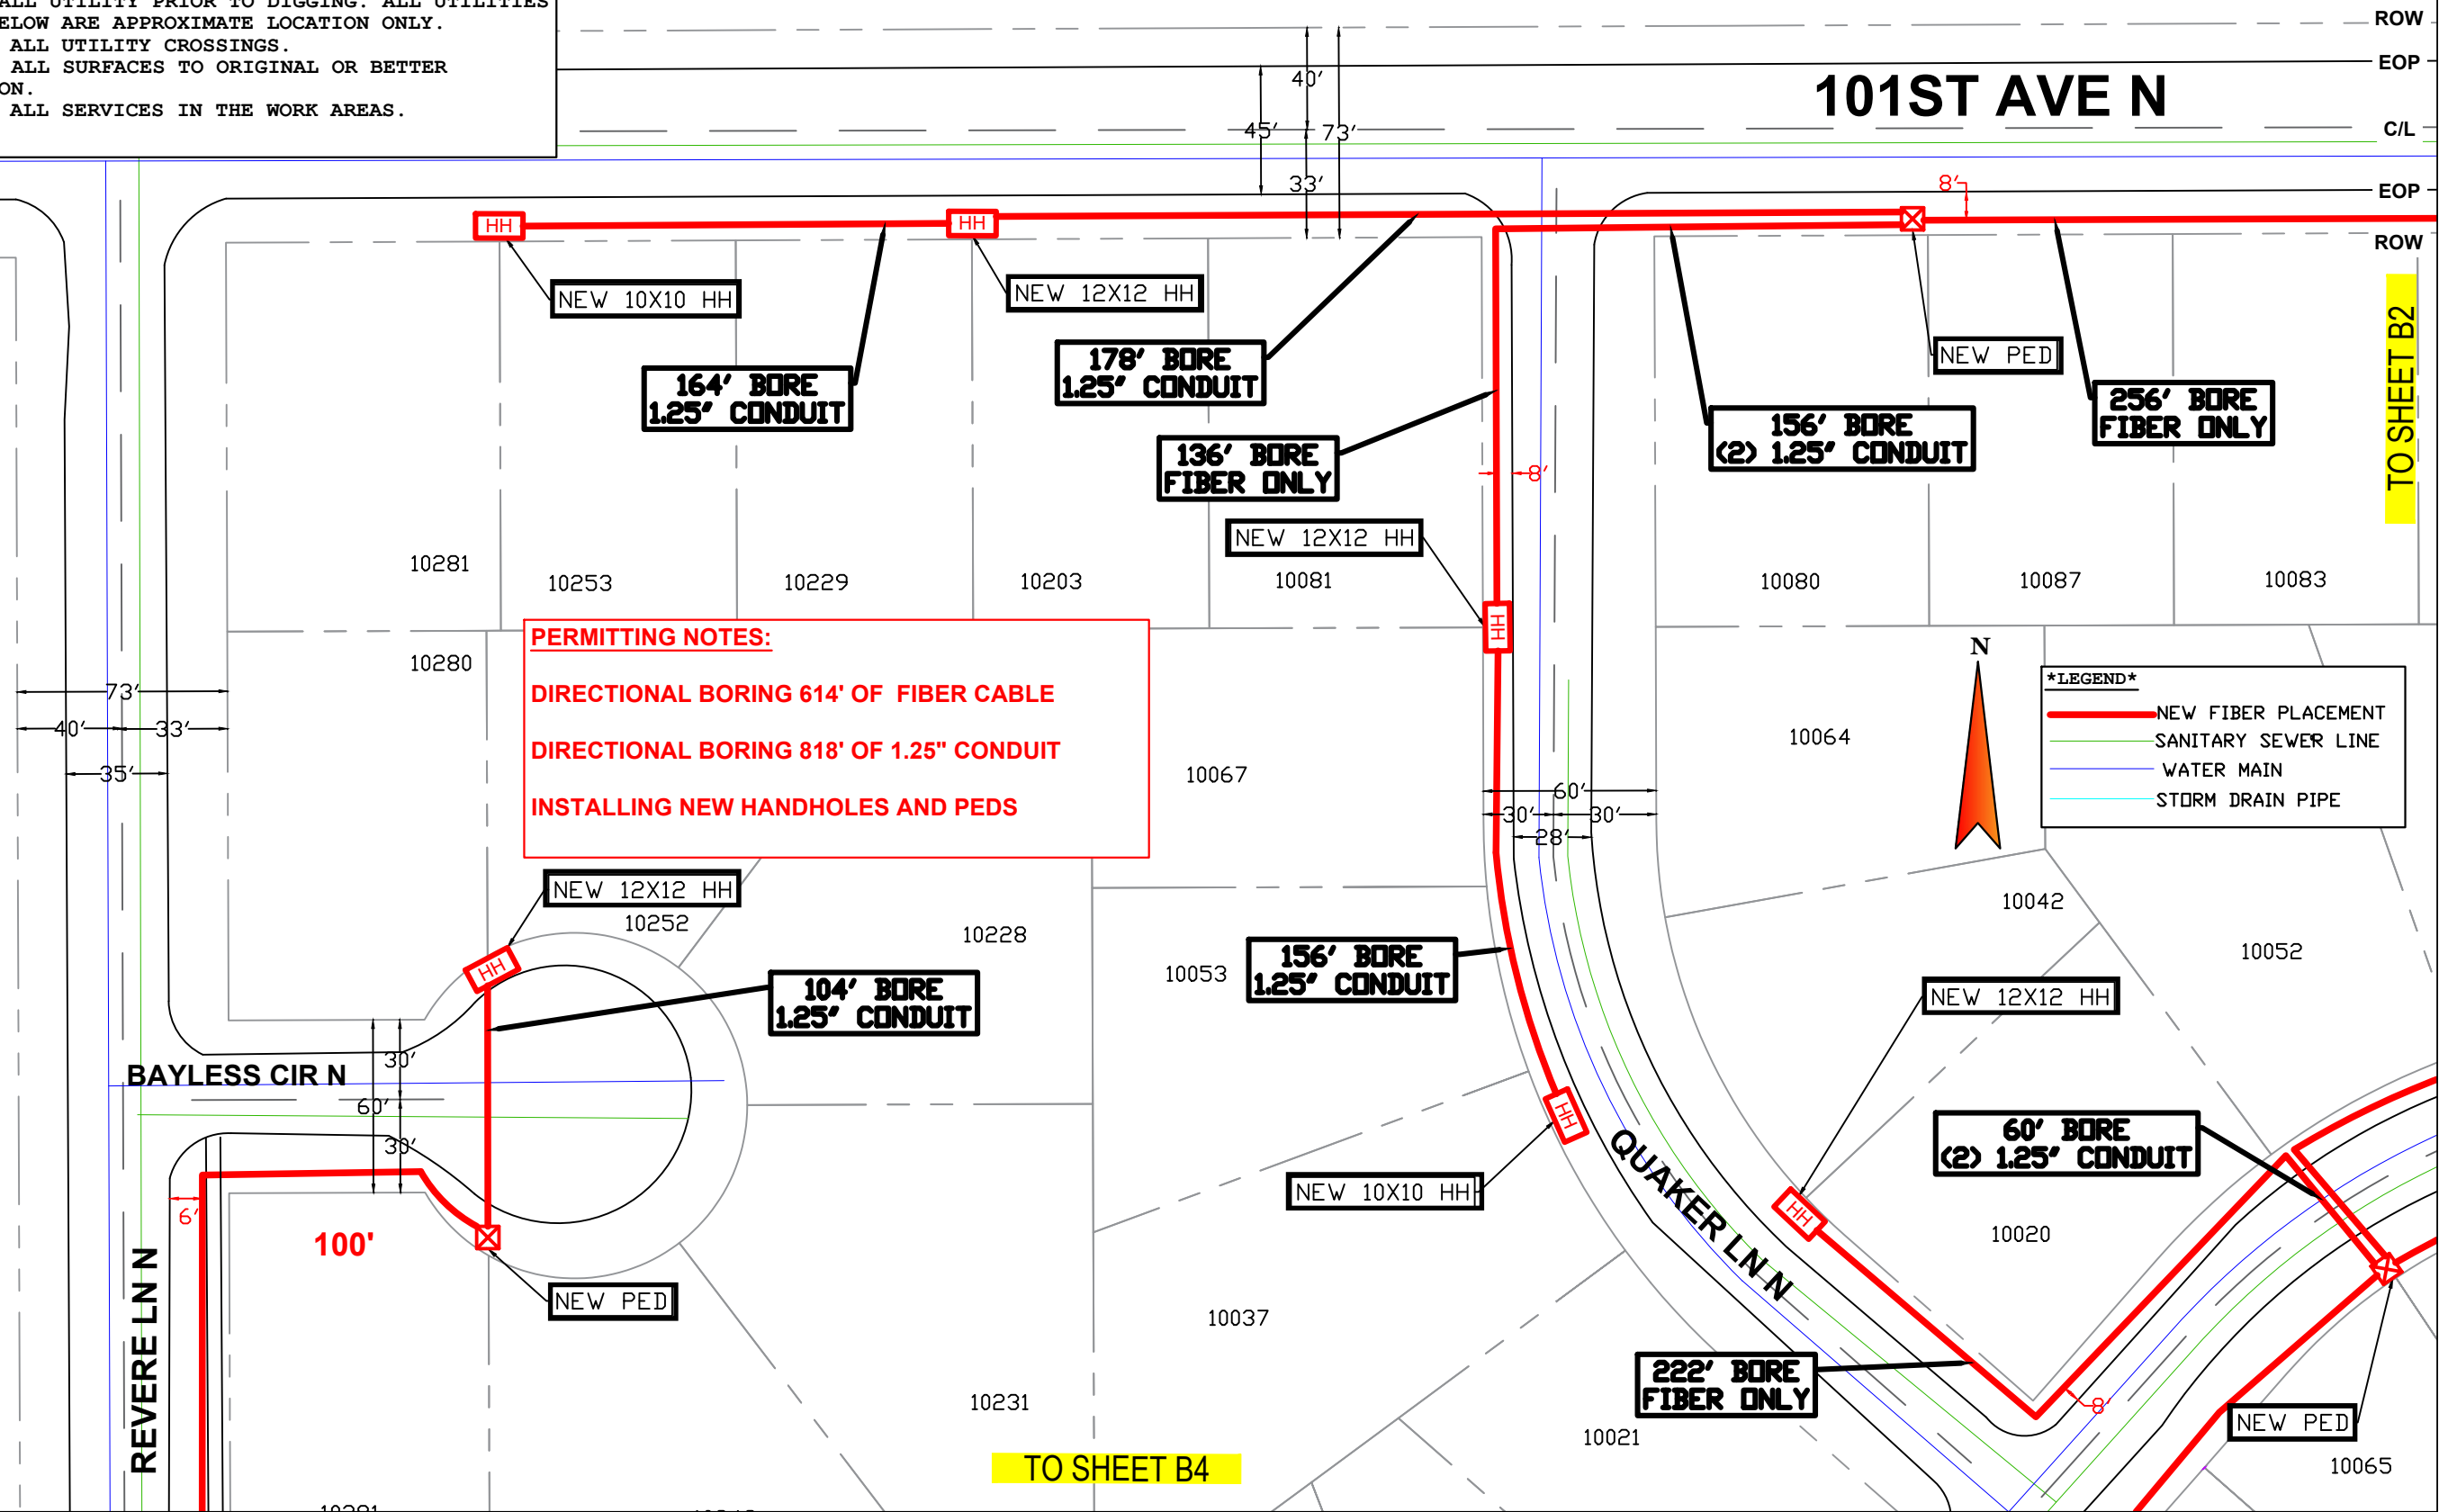 ALL UTILITY PRIOR TO DIGGING. ALL UTILITIES
ELOW ARE APPROXIMATE LOCATION ONLY.
ALL UTILITY CROSSINGS.
ALL SURFACES TO ORIGINAL OR BETTER
ON.
ALL SERVICES IN THE WORK AREAS.
ROW
EOP
101ST AVE N
C/L
EOP
ROW
40'
45'
73'
33'
8'
HH
HH
NEW 10X10 HH
NEW 12X12 HH
164' BORE
1.25" CONDUIT
178' BORE
1.25" CONDUIT
136' BORE
FIBER ONLY
NEW 12X12 HH
8'
HH
156' BORE
(2) 1.25" CONDUIT
NEW PED
256' BORE
FIBER ONLY
TO SHEET B2
10281
10253
10229
10203
10081
10080
10087
10083
10280
PERMITTING NOTES:
DIRECTIONAL BORING 614' OF FIBER CABLE
DIRECTIONAL BORING 818' OF 1.25" CONDUIT
INSTALLING NEW HANDHOLES AND PEDS
73'
40'
33'
35'
10067
60'
30'
30'
28'
10064
N
*LEGEND*
NEW FIBER PLACEMENT
SANITARY SEWER LINE
WATER MAIN
STORM DRAIN PIPE
NEW 12X12 HH
10252
HH
10228
104' BORE
1.25" CONDUIT
10053
156' BORE
1.25" CONDUIT
10042
10052
NEW 12X12 HH
BAYLESS CIR N
30'
60'
30'
6'
100'
REVERE LN N
NEW PED
HH
NEW 10X10 HH
QUAKER LN N
HH
60' BORE
(2) 1.25" CONDUIT
10020
10037
10231
222' BORE
FIBER ONLY
8'
NEW PED
10021
10065
TO SHEET B4
10281